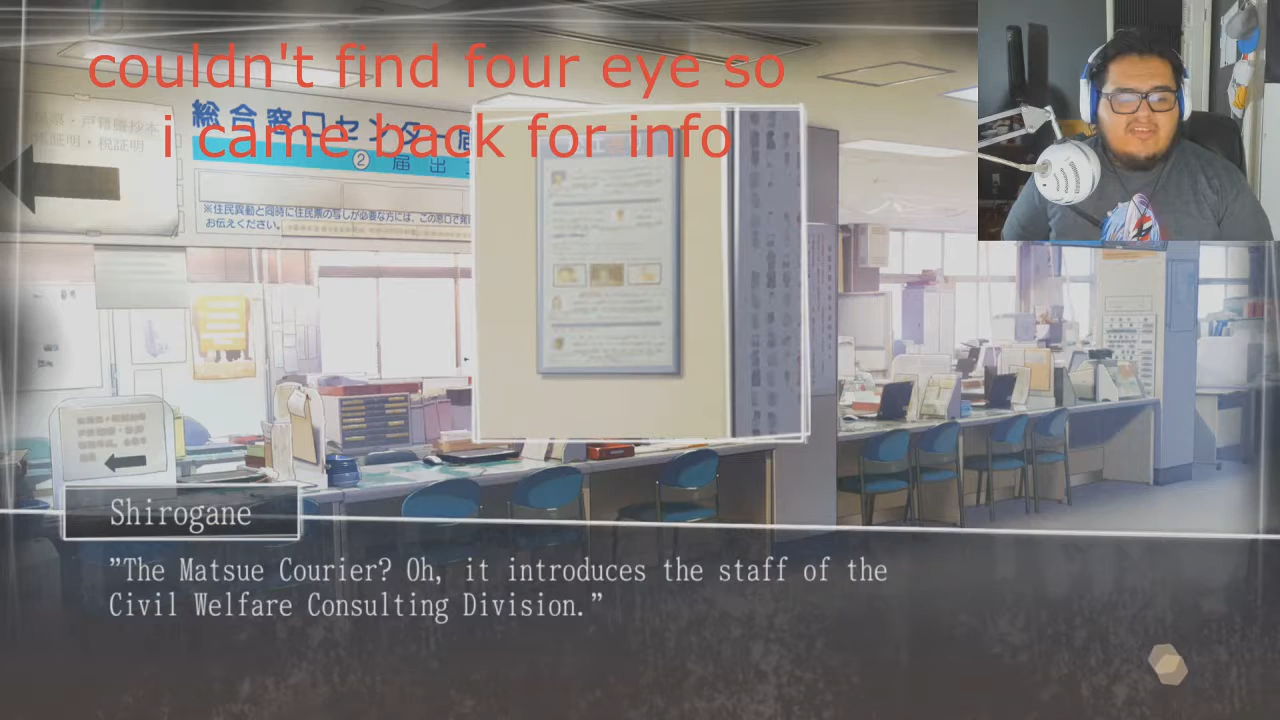 couldn't find four eye so
i came back for info
総合窓口センター
② 届 出
※住民異動と同時に住民票の写しが必要な方には、この窓口で
お伝えください。
Shirogane
"The Matsue Courier? Oh, it introduces the staff of the
Civil Welfare Consulting Division."